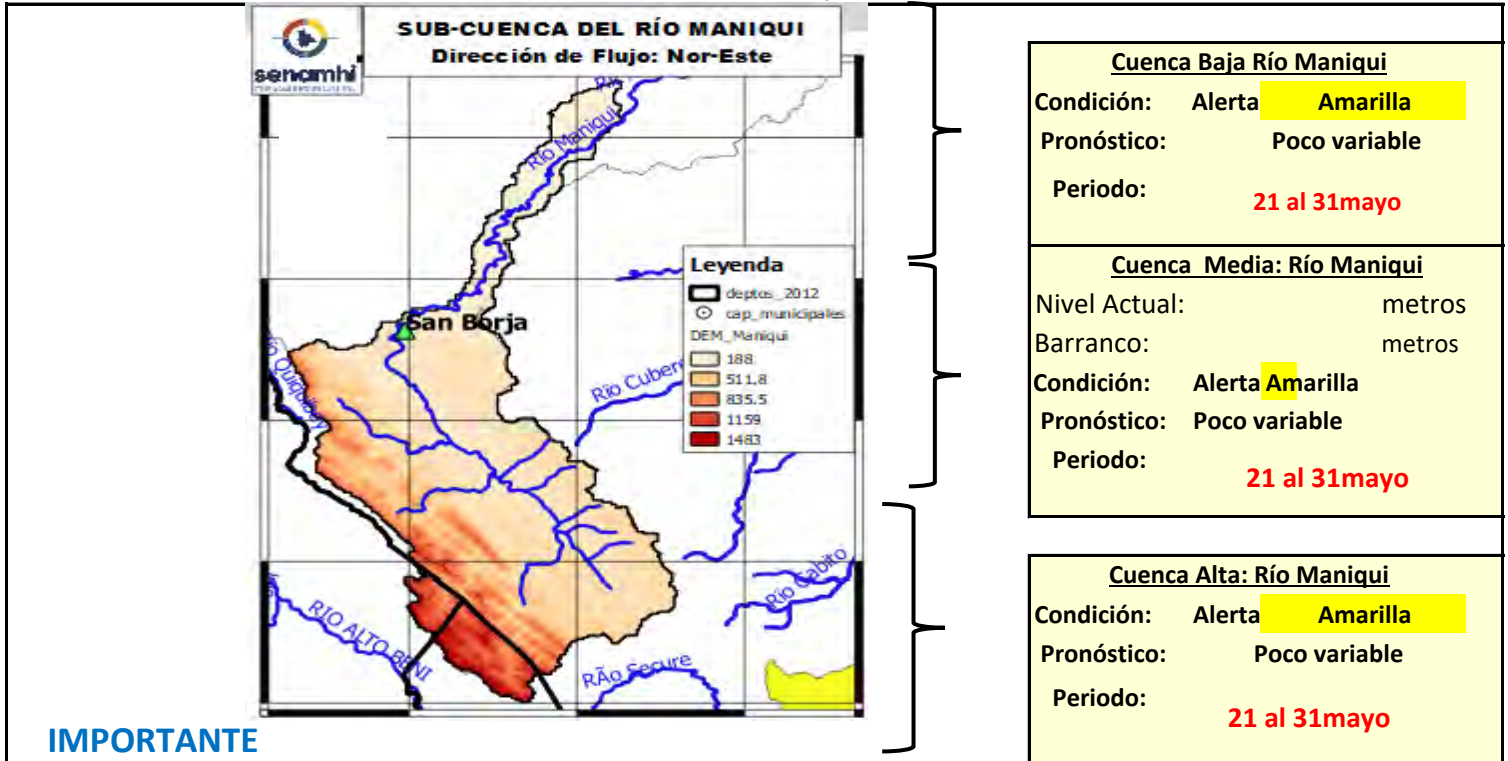 SUB-CUENCA DEL RÍO MANIQUI
Dirección de Flujo: Nor-Este
senamhi
Río Maniqui
San Borja
Río Cubere
Río Quiquibey
RIO ALTO BENI
RÃo Secure
Río Cabito
Leyenda
deptos_2012
cap_municipales
DEM_Maniqui
188
511.8
835.5
1159
1483
Cuenca Baja Río Maniqui
Condición: Alerta Amarilla
Pronóstico: Poco variable
Periodo: 21 al 31mayo
Cuenca Media: Río Maniqui
Nivel Actual: metros
Barranco: metros
Condición: Alerta Amarilla
Pronóstico: Poco variable
Periodo: 21 al 31mayo
Cuenca Alta: Río Maniqui
Condición: Alerta Amarilla
Pronóstico: Poco variable
Periodo: 21 al 31mayo
IMPORTANTE